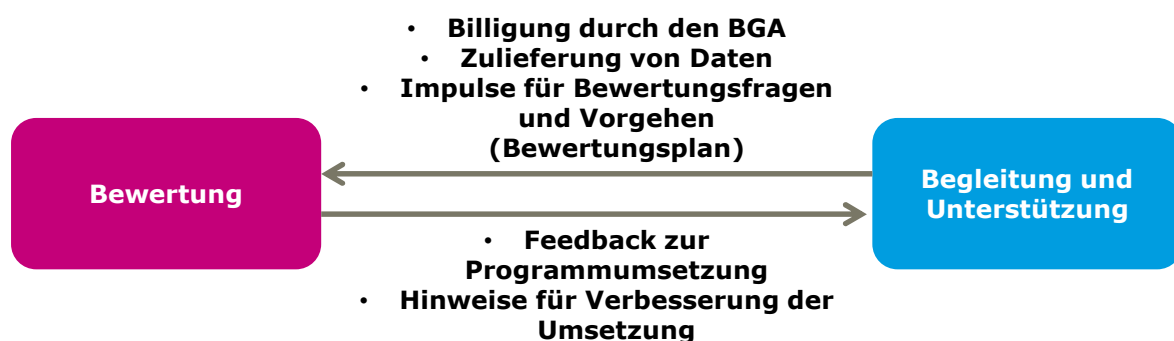 • Billigung durch den BGA
• Zulieferung von Daten
• Impulse für Bewertungsfragen
und Vorgehen
(Bewertungsplan)
Bewertung
Begleitung und
Unterstützung
• Feedback zur
Programmumsetzung
• Hinweise für Verbesserung der
Umsetzung